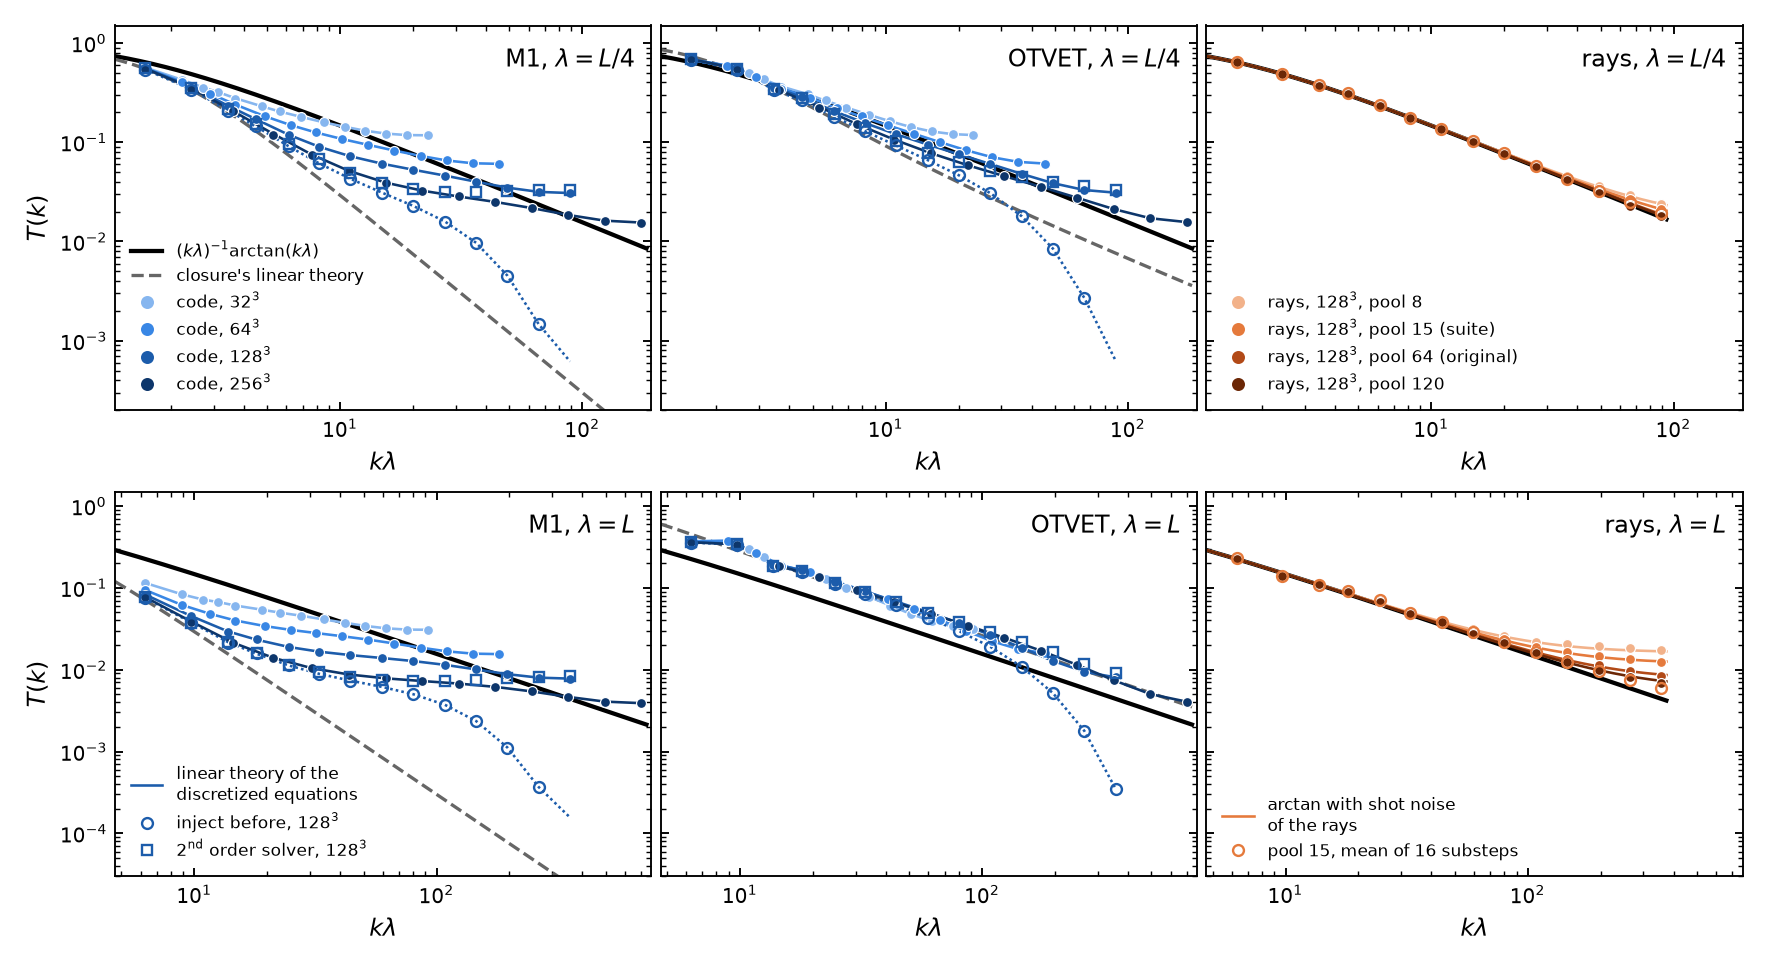 M1, λ = L/4
OTVET, λ = L/4
rays, λ = L/4
10⁰
10⁻¹
10⁻²
10⁻³
T(k)
(kλ)⁻¹arctan(kλ)
closure's linear theory
code, 32³
code, 64³
code, 128³
code, 256³
rays, 128³, pool 8
rays, 128³, pool 15 (suite)
rays, 128³, pool 64 (original)
rays, 128³, pool 120
10¹ 10²
10¹ 10²
10¹ 10²
kλ
kλ
kλ
M1, λ = L
OTVET, λ = L
rays, λ = L
10⁰
10⁻¹
10⁻²
10⁻³
10⁻⁴
T(k)
linear theory of the
discretized equations
inject before, 128³
2ⁿᵈ order solver, 128³
arctan with shot noise
of the rays
pool 15, mean of 16 substeps
10¹ 10²
10¹ 10²
10¹ 10²
kλ
kλ
kλ